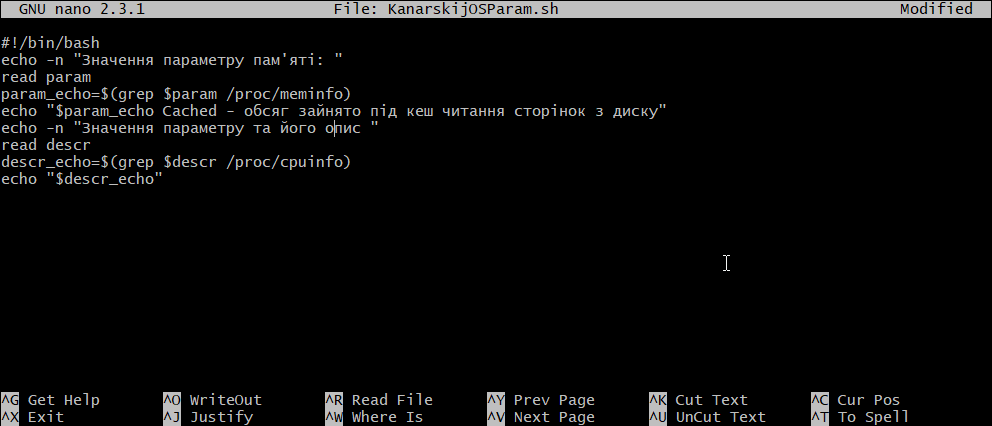 GNU nano 2.3.1 File: KanarskijOSParam.sh Modified
#!/bin/bash
echo -n "Значення параметру пам'яті: "
read param
param_echo=$(grep $param /proc/meminfo)
echo "$param_echo Cached - обсяг зайнято під кеш читання сторінок з диску"
echo -n "Значення параметру та його опис "
read descr
descr_echo=$(grep $descr /proc/cpuinfo)
echo "$descr_echo"
^G Get Help ^O WriteOut ^R Read File ^Y Prev Page ^K Cut Text ^C Cur Pos
^X Exit ^J Justify ^W Where Is ^V Next Page ^U UnCut Text ^T To Spell